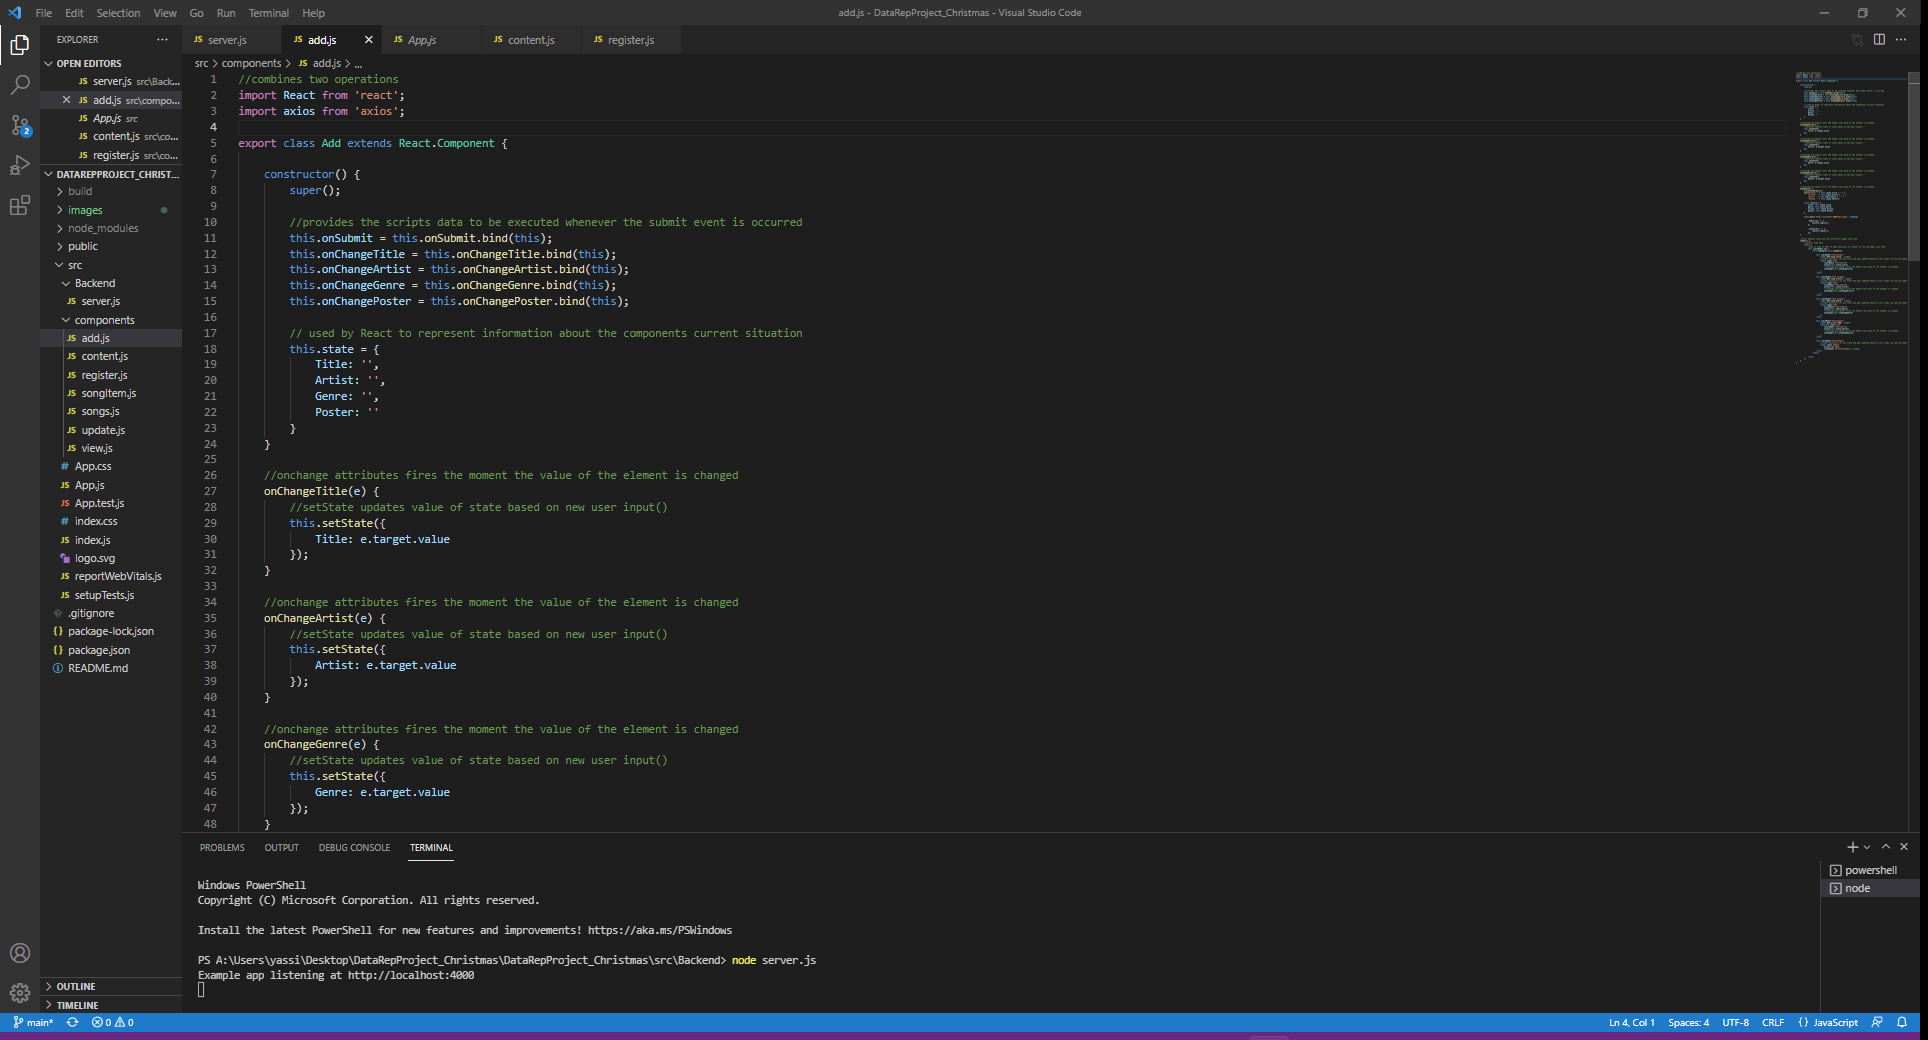 File Edit Selection View Go Run Terminal Help
add.js - DataRepProject_Christmas - Visual Studio Code
EXPLORER
OPEN EDITORS
JS server.js src\Back...
JS add.js src\compo...
JS App.js src
JS content.js src\co...
JS register.js src\co...
2
DATAREPPROJECT_CHRIST...
build
images
node_modules
public
src
Backend
JS server.js
components
JS add.js
JS content.js
JS register.js
JS songItem.js
JS songs.js
JS update.js
JS view.js
# App.css
JS App.js
JS App.test.js
# index.css
JS index.js
logo.svg
JS reportWebVitals.js
JS setupTests.js
.gitignore
{} package-lock.json
{} package.json
README.md
OUTLINE
TIMELINE
JS server.js JS add.js JS App.js JS content.js JS register.js
src > components > JS add.js > ...
1 //combines two operations
2 import React from 'react';
3 import axios from 'axios';
4
5 export class Add extends React.Component {
6
7 constructor() {
8 super();
9
10 //provides the scripts data to be executed whenever the submit event is occurred
11 this.onSubmit = this.onSubmit.bind(this);
12 this.onChangeTitle = this.onChangeTitle.bind(this);
13 this.onChangeArtist = this.onChangeArtist.bind(this);
14 this.onChangeGenre = this.onChangeGenre.bind(this);
15 this.onChangePoster = this.onChangePoster.bind(this);
16
17 // used by React to represent information about the components current situation
18 this.state = {
19 Title: '',
20 Artist: '',
21 Genre: '',
22 Poster: ''
23 }
24 }
25
26 //onchange attributes fires the moment the value of the element is changed
27 onChangeTitle(e) {
28 //setState updates value of state based on new user input()
29 this.setState({
30 Title: e.target.value
31 });
32 }
33
34 //onchange attributes fires the moment the value of the element is changed
35 onChangeArtist(e) {
36 //setState updates value of state based on new user input()
37 this.setState({
38 Artist: e.target.value
39 });
40 }
41
42 //onchange attributes fires the moment the value of the element is changed
43 onChangeGenre(e) {
44 //setState updates value of state based on new user input()
45 this.setState({
46 Genre: e.target.value
47 });
48 }
PROBLEMS OUTPUT DEBUG CONSOLE TERMINAL
Windows PowerShell
Copyright (C) Microsoft Corporation. All rights reserved.
Install the latest PowerShell for new features and improvements! https://aka.ms/PSWindows
PS A:\Users\yassi\Desktop\DataRepProject_Christmas\DataRepProject_Christmas\src\Backend> node server.js
Example app listening at http://localhost:4000
powershell
node
main* 0 0
Ln 4, Col 1 Spaces: 4 UTF-8 CRLF {} JavaScript